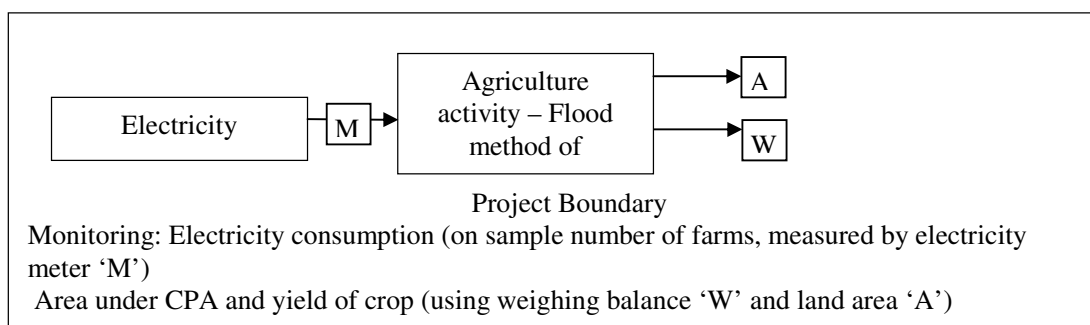 Electricity
M
Agriculture
activity – Flood
method of
A
W
Project Boundary
Monitoring: Electricity consumption (on sample number of farms, measured by electricity
meter ‘M’)
Area under CPA and yield of crop (using weighing balance ‘W’ and land area ‘A’)